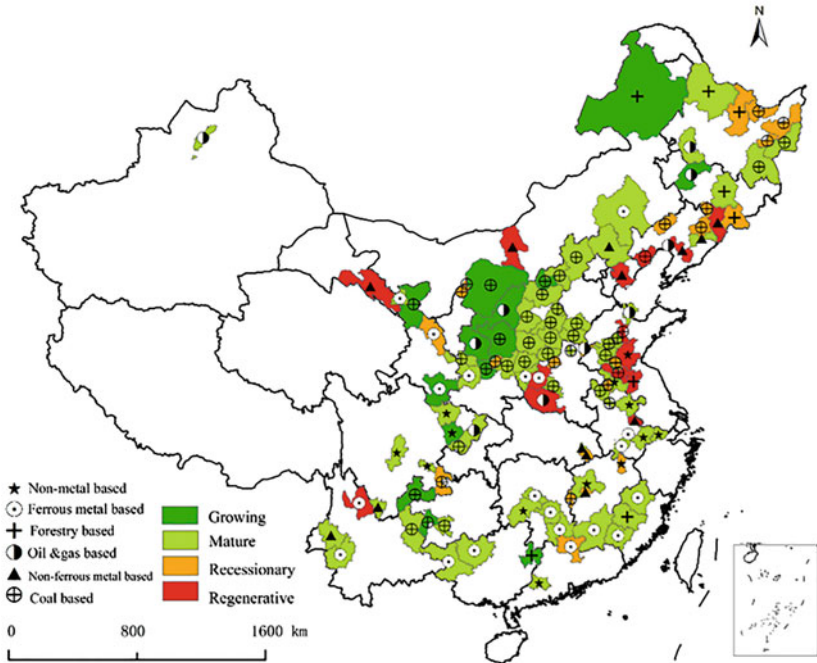 N
Non-metal based
Ferrous metal based
Forestry based
Oil &gas based
Non-ferrous metal based
Coal based
Growing
Mature
Recessionary
Regenerative
0 800 1600 km